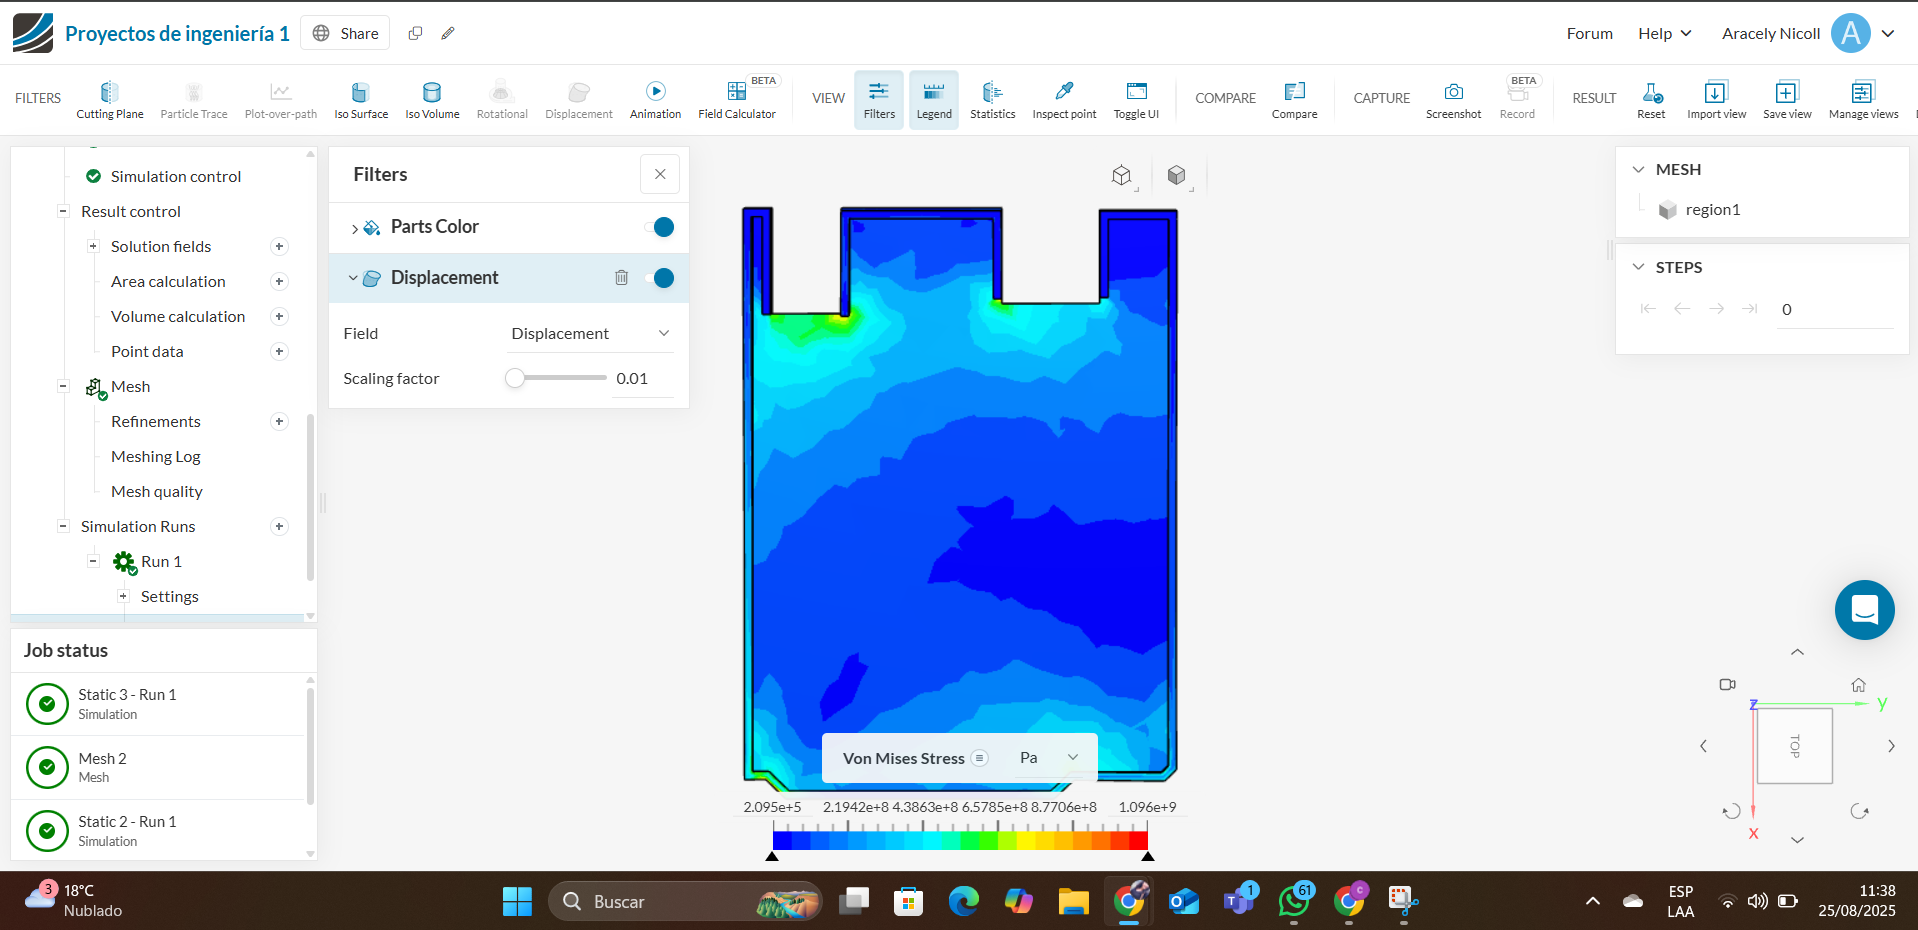 Proyectos de ingeniería 1
Share
Forum
Help
Aracely Nicoll
A
FILTERS
Cutting Plane
Particle Trace
Plot-over-path
Iso Surface
Iso Volume
Rotational
Displacement
Animation
BETA
Field Calculator
VIEW
Filters
Legend
Statistics
Inspect point
Toggle UI
COMPARE
Compare
CAPTURE
Screenshot
BETA
Record
RESULT
Reset
Import view
Save view
Manage views
Simulation control
Result control
Solution fields
Area calculation
Volume calculation
Point data
Mesh
Refinements
Meshing Log
Mesh quality
Simulation Runs
Run 1
Settings
Job status
Static 3 - Run 1
Simulation
Mesh 2
Mesh
Static 2 - Run 1
Simulation
Filters
Parts Color
Displacement
Field
Displacement
Scaling factor
0.01
Von Mises Stress
Pa
2.095e+5 2.1942e+8 4.3863e+8 6.5785e+8 8.7706e+8 1.096e+9
MESH
region1
STEPS
0
z
y
TOP
x
3
18°C
Nublado
Buscar
C
1
61
ESP
LAA
11:38
25/08/2025